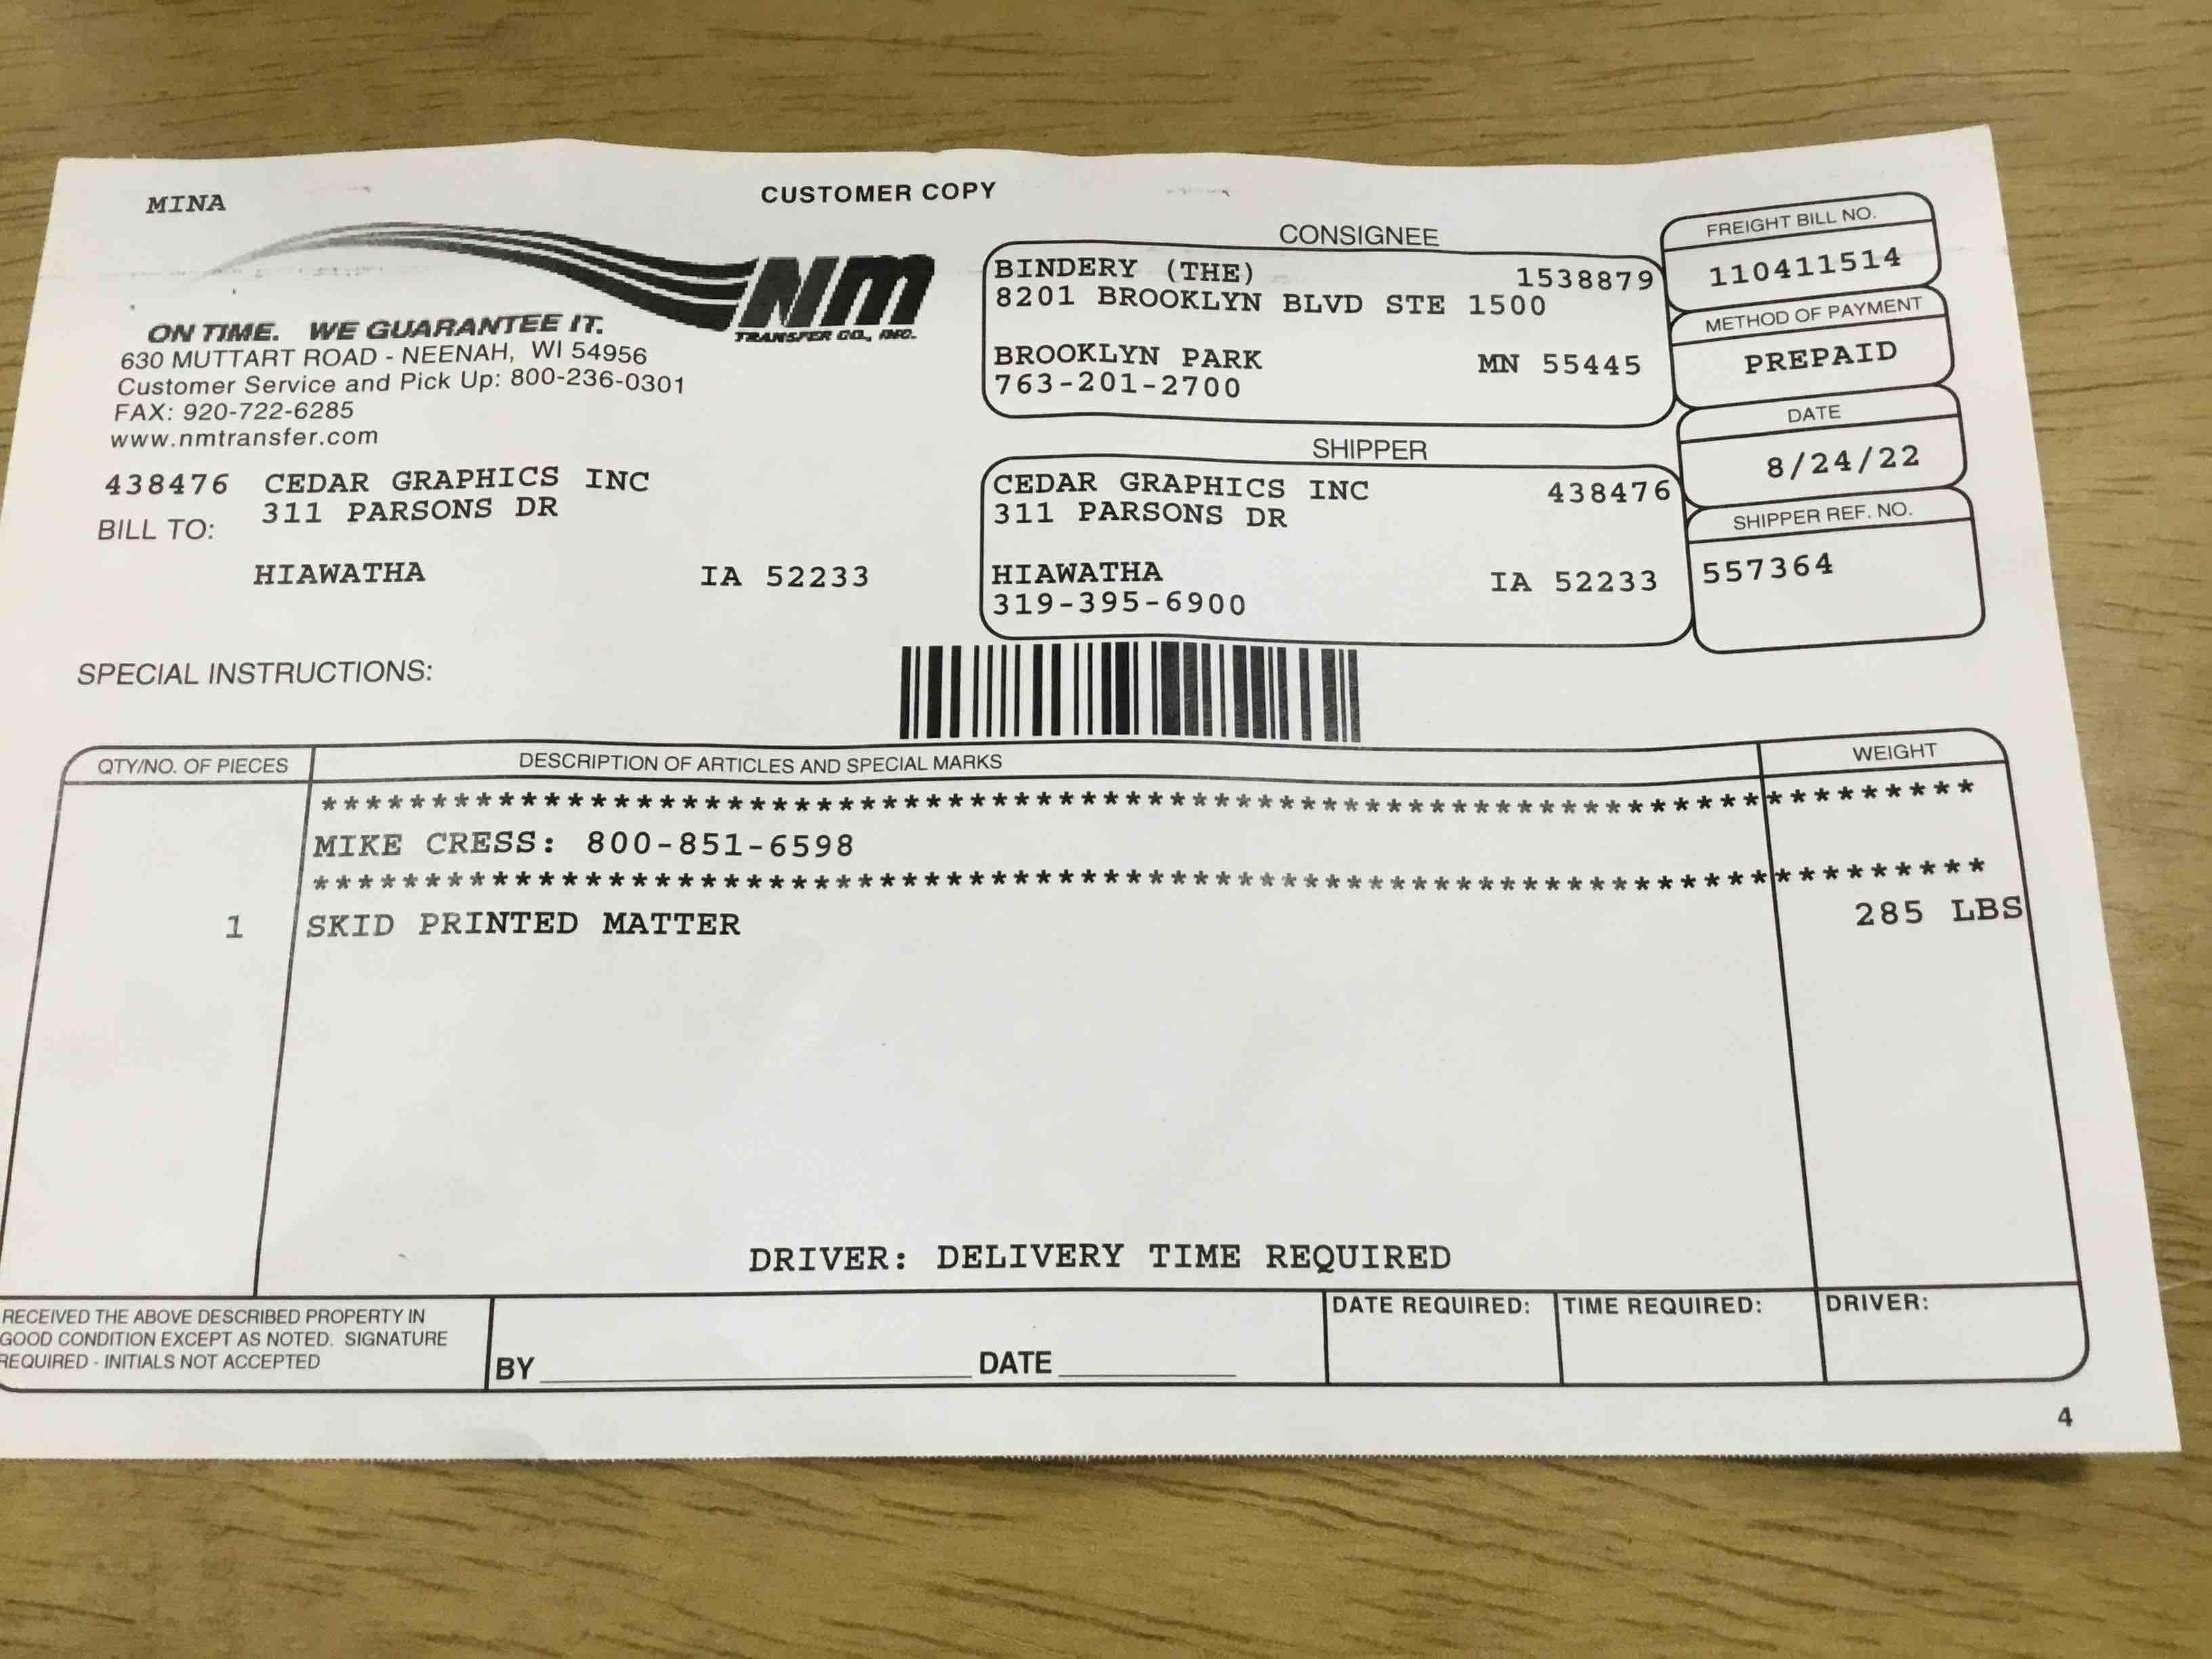 MINA
CUSTOMER COPY
NM
TRANSFER CO., INC.
ON TIME. WE GUARANTEE IT.
630 MUTTART ROAD - NEENAH, WI 54956
Customer Service and Pick Up: 800-236-0301
FAX: 920-722-6285
www.nmtransfer.com
438476 CEDAR GRAPHICS INC
BILL TO: 311 PARSONS DR
HIAWATHA IA 52233
CONSIGNEE
BINDERY (THE) 1538879
8201 BROOKLYN BLVD STE 1500
BROOKLYN PARK MN 55445
763-201-2700
SHIPPER
CEDAR GRAPHICS INC 438476
311 PARSONS DR
HIAWATHA IA 52233
319-395-6900
FREIGHT BILL NO.
110411514
METHOD OF PAYMENT
PREPAID
DATE
8/24/22
SHIPPER REF. NO.
557364
SPECIAL INSTRUCTIONS:
QTY/NO. OF PIECES DESCRIPTION OF ARTICLES AND SPECIAL MARKS WEIGHT
***************************************************************************
MIKE CRESS: 800-851-6598
***************************************************************************
1 SKID PRINTED MATTER 285 LBS
DRIVER: DELIVERY TIME REQUIRED
RECEIVED THE ABOVE DESCRIBED PROPERTY IN
GOOD CONDITION EXCEPT AS NOTED. SIGNATURE
REQUIRED - INITIALS NOT ACCEPTED
BY DATE
DATE REQUIRED: TIME REQUIRED: DRIVER:
4